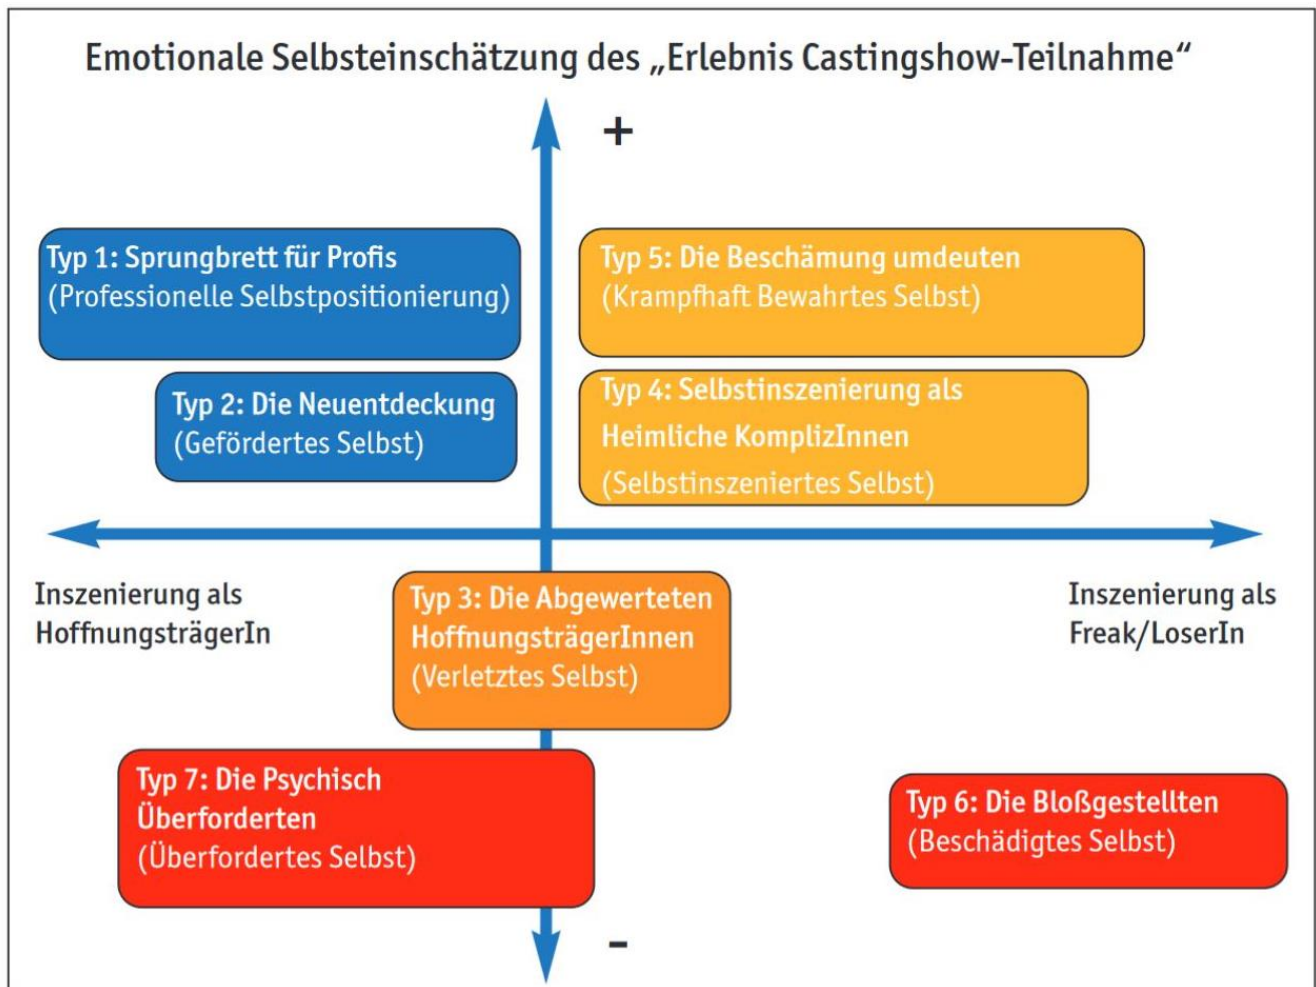 Emotionale Selbsteinschätzung des „Erlebnis Castingshow-Teilnahme“
+
Typ 1: Sprungbrett für Profis
(Professionelle Selbstpositionierung)
Typ 5: Die Beschämung umdeuten
(Krampfhaft Bewahrtes Selbst)
Typ 2: Die Neuentdeckung
(Gefördertes Selbst)
Typ 4: Selbstinszenierung als
Heimliche KomplizInnen
(Selbstinszeniertes Selbst)
Inszenierung als
HoffnungsträgerIn
Typ 3: Die Abgewerteten
HoffnungsträgerInnen
(Verletztes Selbst)
Inszenierung als
Freak/LoserIn
Typ 7: Die Psychisch
Überforderten
(Überfordertes Selbst)
Typ 6: Die Bloßgestellten
(Beschädigtes Selbst)
-